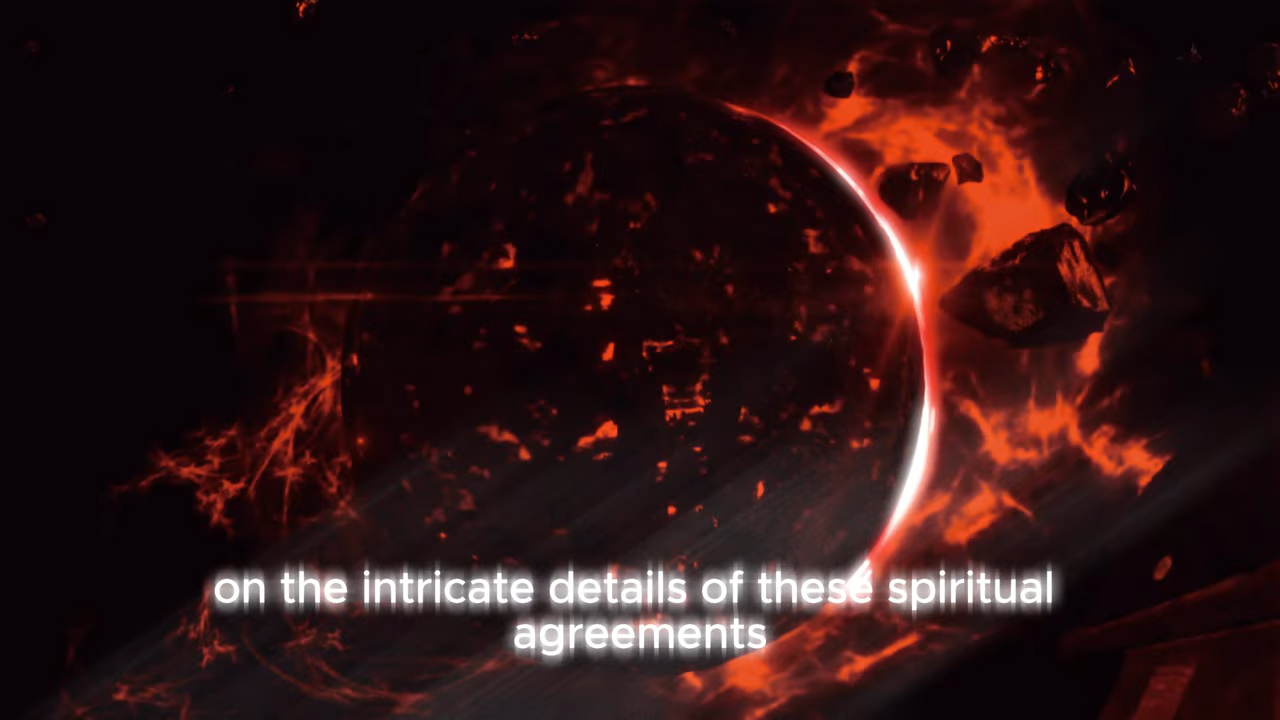 on the intricate details of these spiritual
agreements